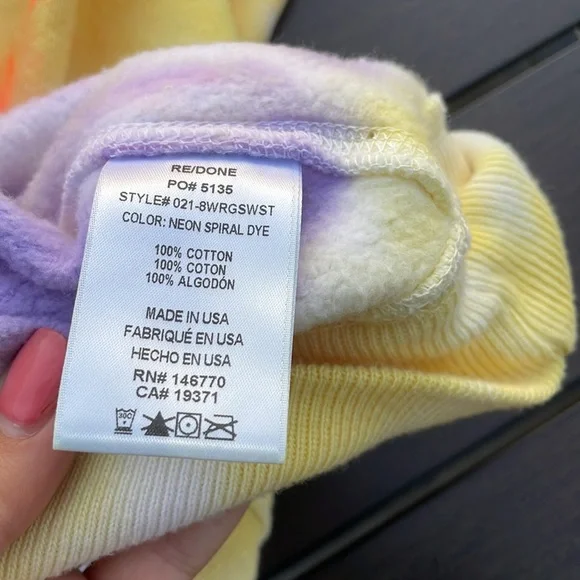 RE/DONE
PO# 5135
STYLE# 021-8WRGSWST
COLOR: NEON SPIRAL DYE
100% COTTON
100% COTON
100% ALGODÓN
MADE IN USA
FABRIQUÉ EN USA
HECHO EN USA
RN# 146770
CA# 19371
30C